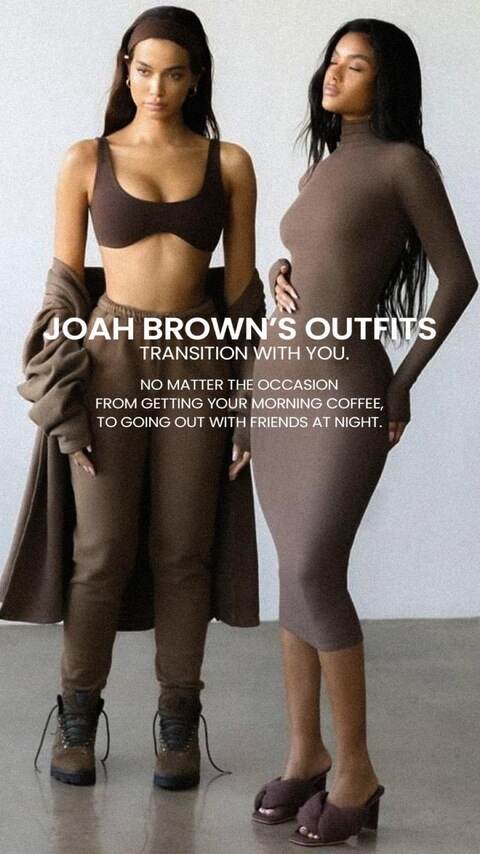 JOAH BROWN'S OUTFITS
TRANSITION WITH YOU.
NO MATTER THE OCCASION
FROM GETTING YOUR MORNING COFFEE,
TO GOING OUT WITH FRIENDS AT NIGHT.